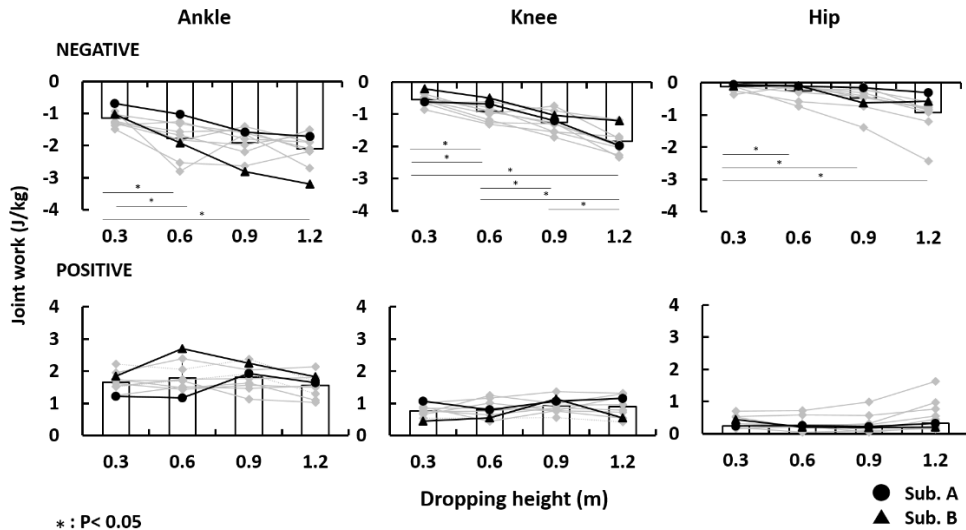 Ankle Knee Hip
NEGATIVE
0 0 0
-1 -1 -1
-2 -2 -2
-3 * -3 * -3 *
* * *
* * *
* *
-4 -4 * -4
0.3 0.6 0.9 1.2 0.3 0.6 0.9 1.2 0.3 0.6 0.9 1.2
Joint work (J/kg)
POSITIVE
4 4 4
3 3 3
2 2 2
1 1 1
0 0 0
0.3 0.6 0.9 1.2 0.3 0.6 0.9 1.2 0.3 0.6 0.9 1.2
Dropping height (m)
Sub. A
Sub. B
* : P< 0.05